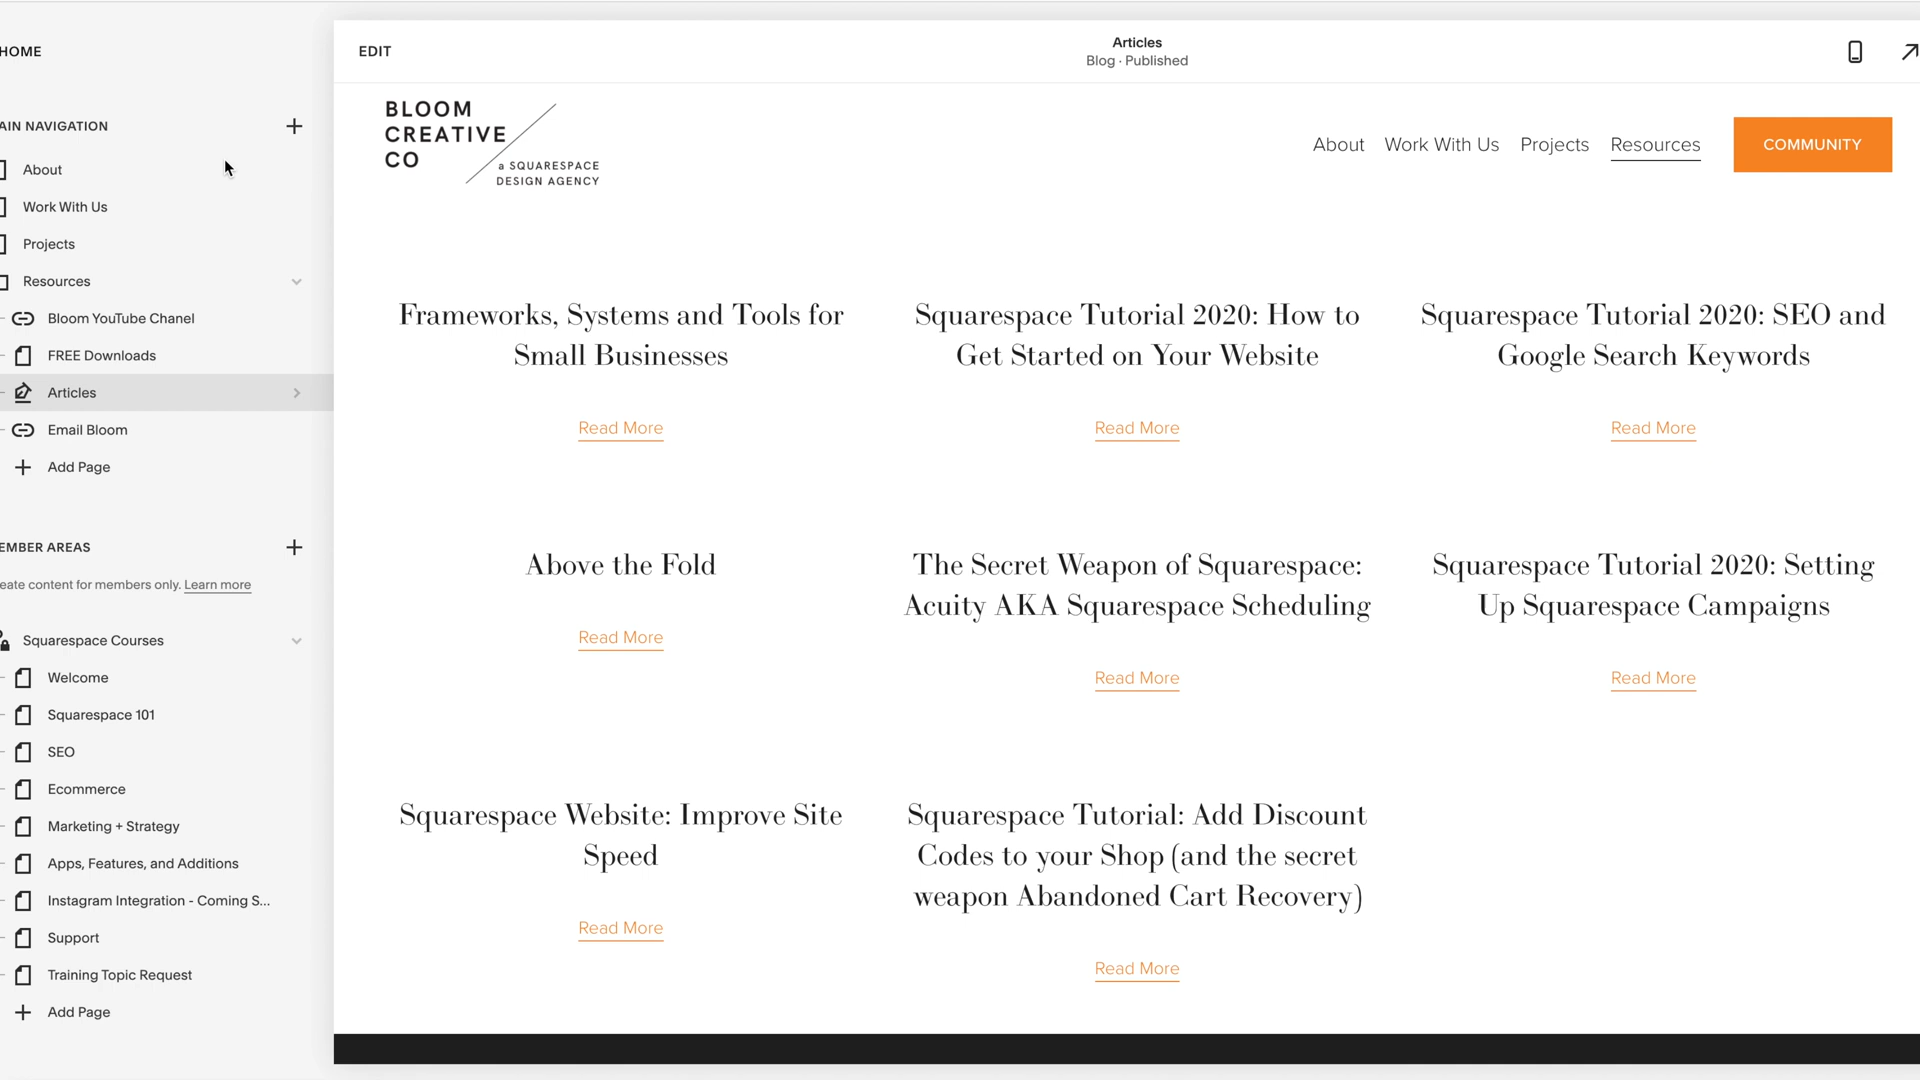 HOME
AIN NAVIGATION
About
Work With Us
Projects
Resources
Bloom YouTube Chanel
FREE Downloads
Articles
Email Bloom
Add Page
EMBER AREAS
eate content for members only. Learn more
Squarespace Courses
Welcome
Squarespace 101
SEO
Ecommerce
Marketing + Strategy
Apps, Features, and Additions
Instagram Integration - Coming S...
Support
Training Topic Request
Add Page
EDIT
Articles
Blog · Published
BLOOM
CREATIVE
CO
a SQUARESPACE
DESIGN AGENCY
About Work With Us Projects Resources COMMUNITY
Frameworks, Systems and Tools for
Small Businesses
Read More
Squarespace Tutorial 2020: How to
Get Started on Your Website
Read More
Squarespace Tutorial 2020: SEO and
Google Search Keywords
Read More
Above the Fold
Read More
The Secret Weapon of Squarespace:
Acuity AKA Squarespace Scheduling
Read More
Squarespace Tutorial 2020: Setting
Up Squarespace Campaigns
Read More
Squarespace Website: Improve Site
Speed
Read More
Squarespace Tutorial: Add Discount
Codes to your Shop (and the secret
weapon Abandoned Cart Recovery)
Read More